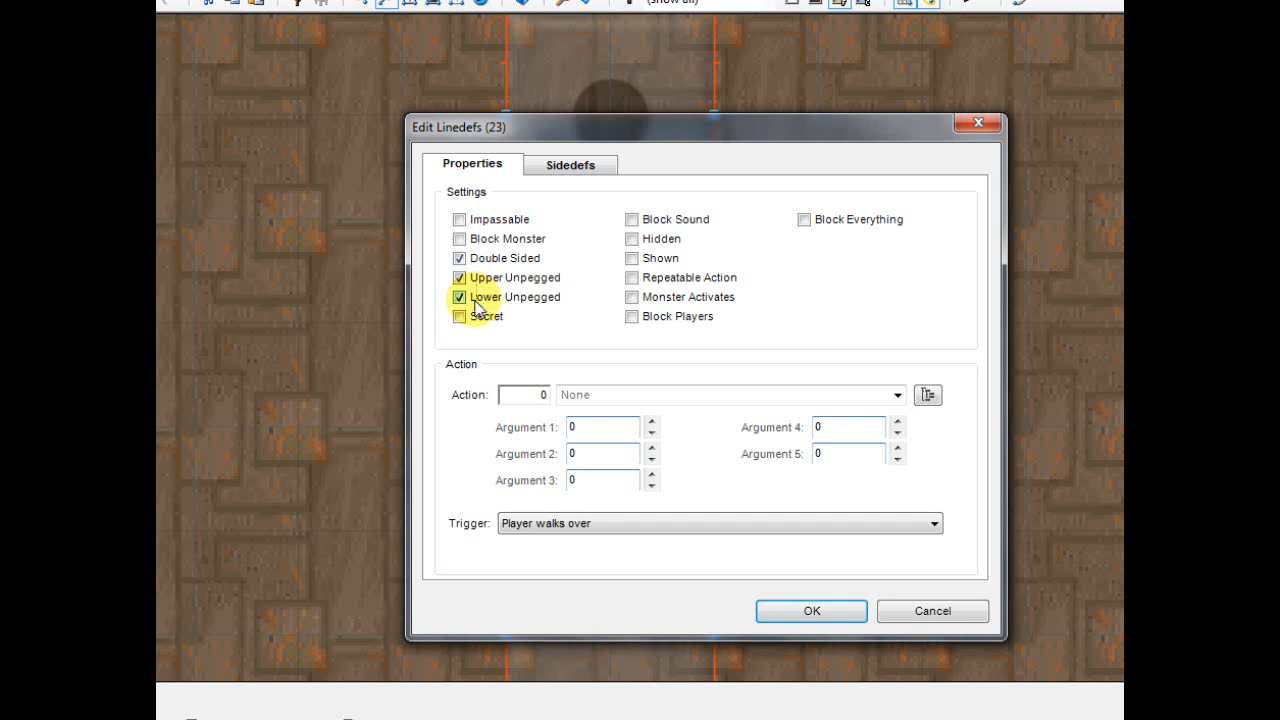 (show all)
Edit Linedefs (23)
Properties Sidedefs
Settings
Impassable Block Sound Block Everything
Block Monster Hidden
Double Sided Shown
Upper Unpegged Repeatable Action
Lower Unpegged Monster Activates
Secret Block Players
Action
Action: 0 None
Argument 1: 0 Argument 4: 0
Argument 2: 0 Argument 5: 0
Argument 3: 0
Trigger: Player walks over
OK Cancel